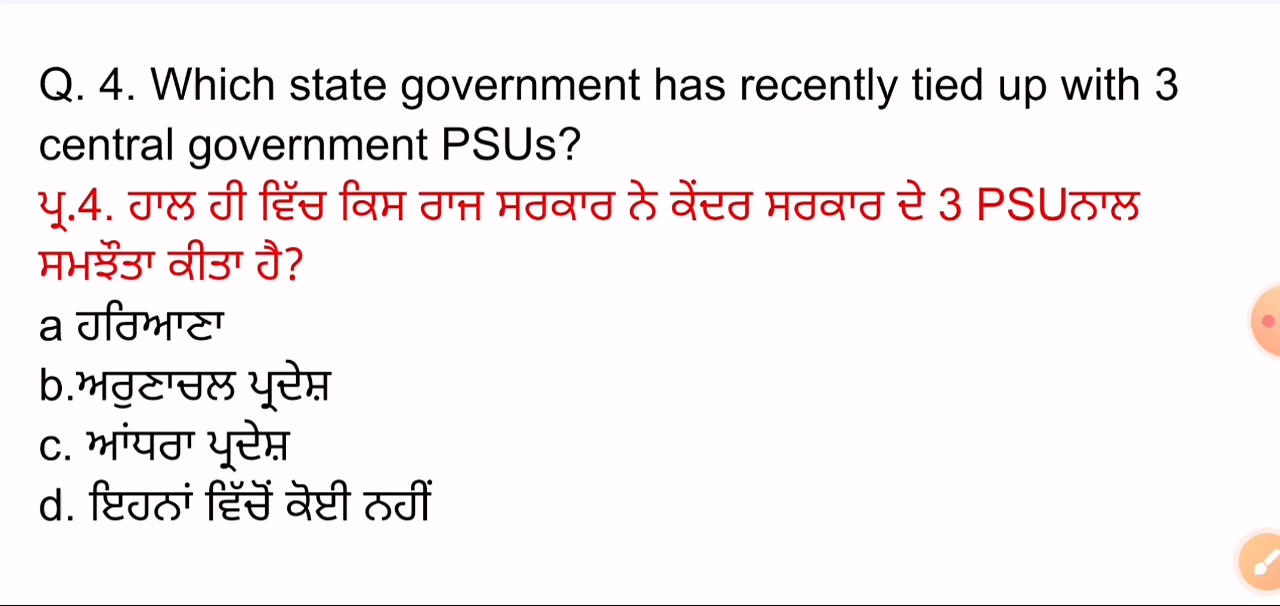 Q. 4. Which state government has recently tied up with 3
central government PSUs?
ਪ੍ਰ.4. ਹਾਲ ਹੀ ਵਿੱਚ ਕਿਸ ਰਾਜ ਸਰਕਾਰ ਨੇ ਕੇਂਦਰ ਸਰਕਾਰ ਦੇ 3 PSUਨਾਲ
ਸਮਝੌਤਾ ਕੀਤਾ ਹੈ?
a ਹਰਿਆਣਾ
b.ਅਰੁਣਾਚਲ ਪ੍ਰਦੇਸ਼
c. ਆਂਧਰਾ ਪ੍ਰਦੇਸ਼
d. ਇਹਨਾਂ ਵਿੱਚੋਂ ਕੋਈ ਨਹੀਂ